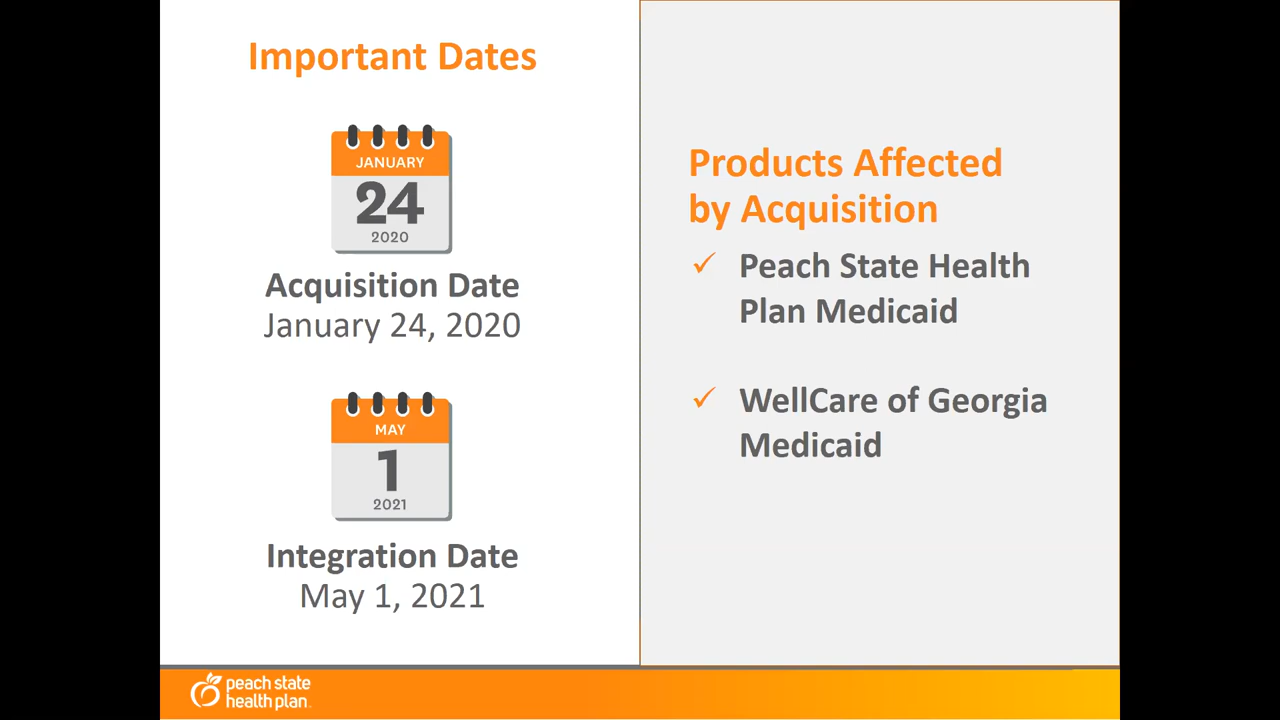 Important Dates
JANUARY
24
2020
Acquisition Date
January 24, 2020
MAY
1
2021
Integration Date
May 1, 2021
Products Affected
by Acquisition
✓ Peach State Health
Plan Medicaid
✓ WellCare of Georgia
Medicaid
peach state
health plan.